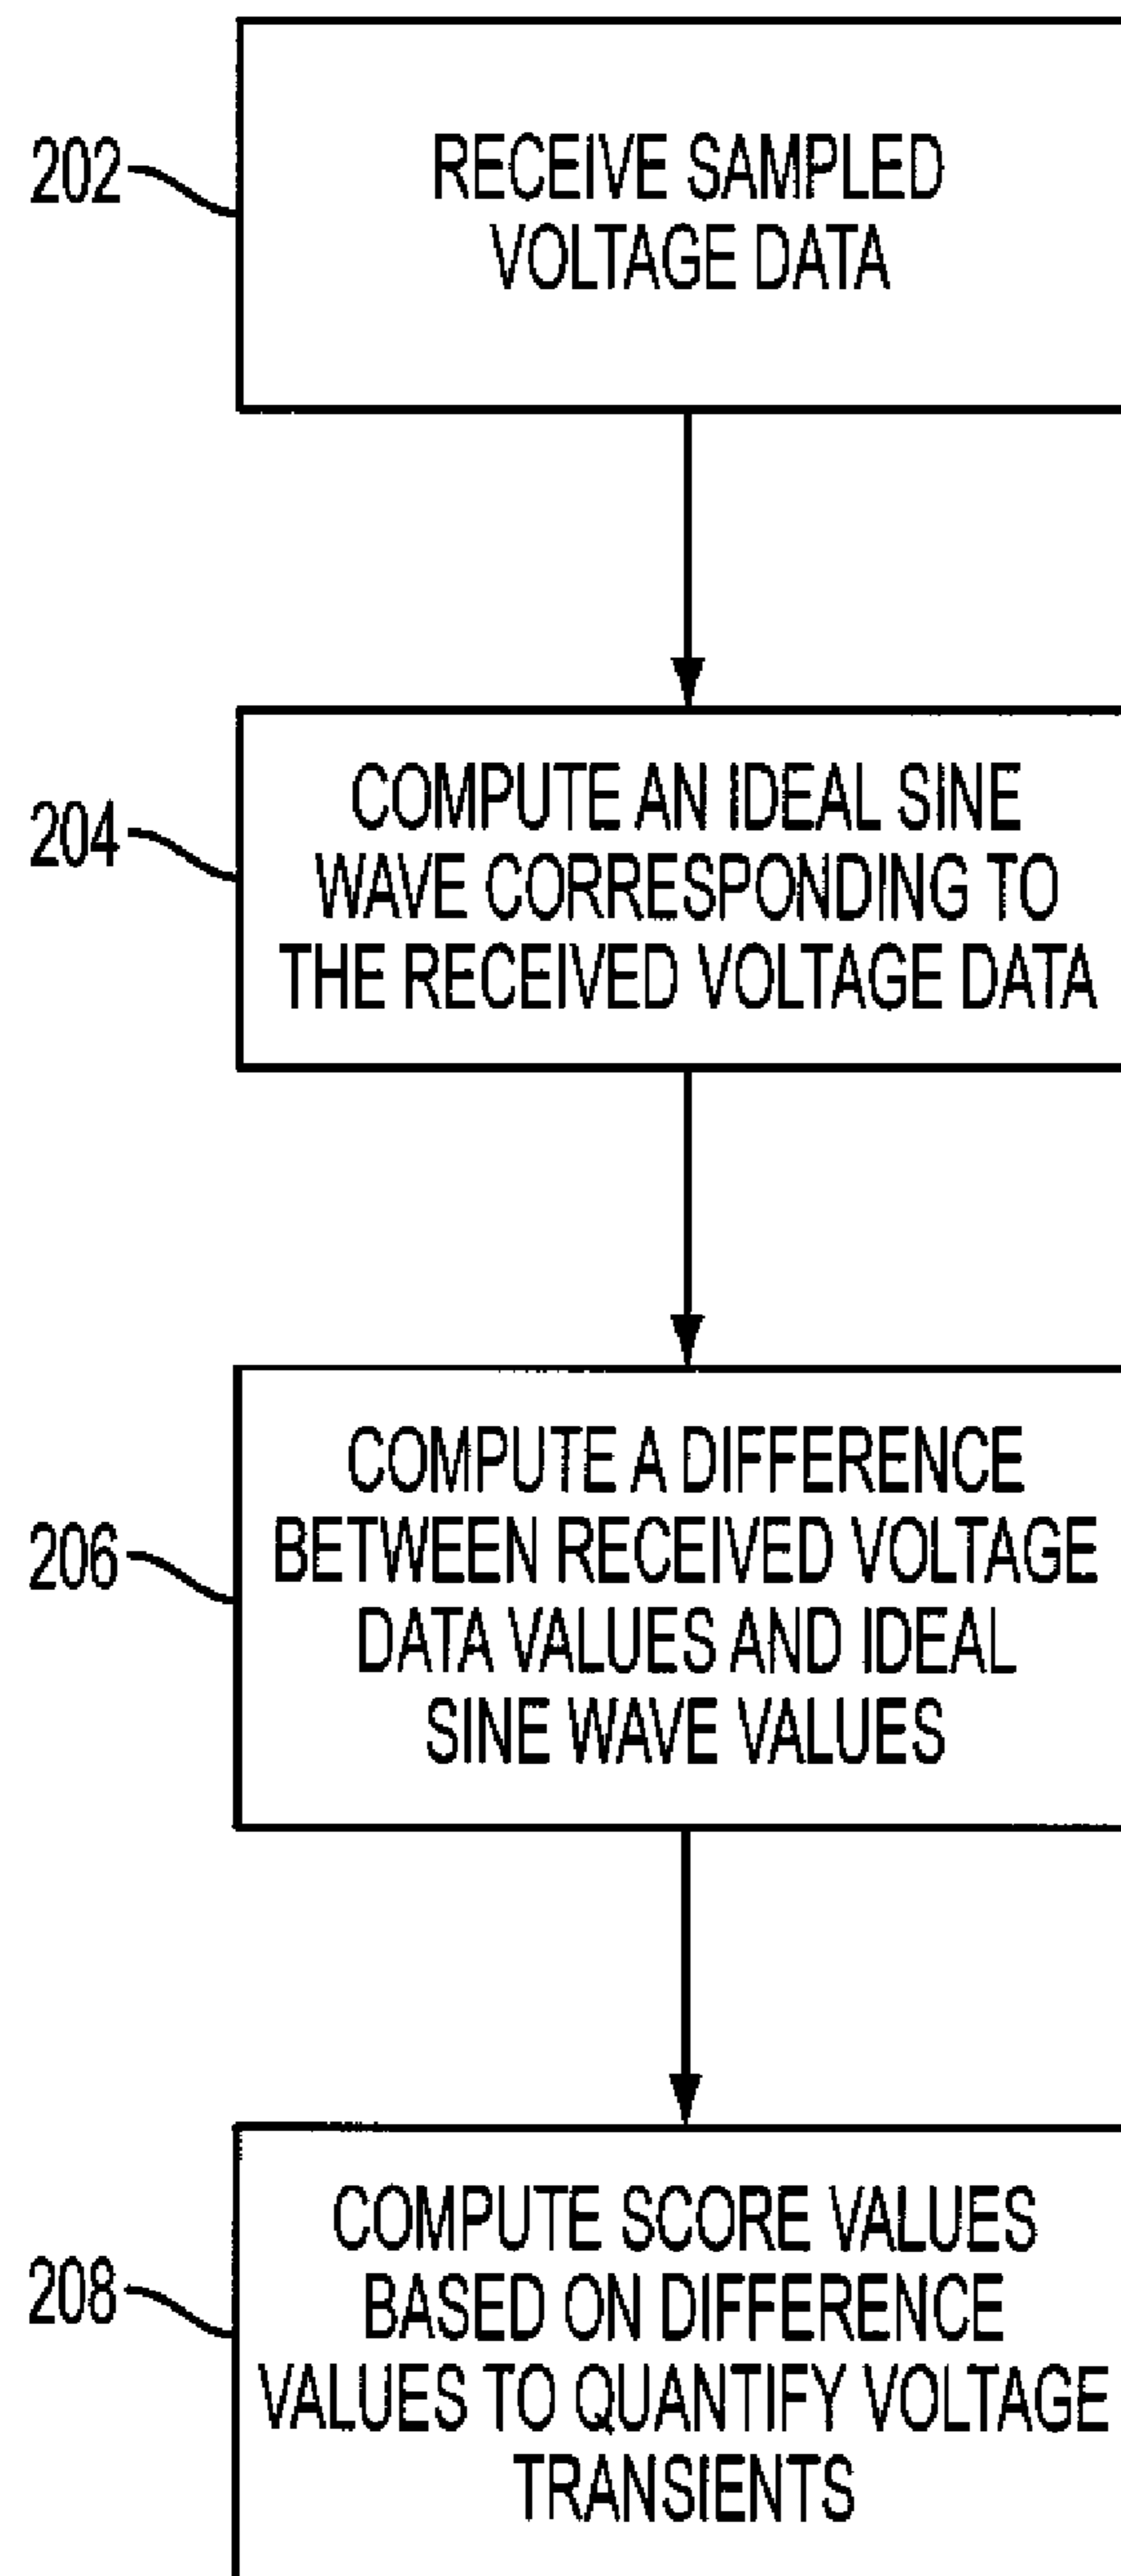 202
RECEIVE SAMPLED
VOLTAGE DATA
204
COMPUTE AN IDEAL SINE
WAVE CORRESPONDING TO
THE RECEIVED VOLTAGE DATA
206
COMPUTE A DIFFERENCE
BETWEEN RECEIVED VOLTAGE
DATA VALUES AND IDEAL
SINE WAVE VALUES
208
COMPUTE SCORE VALUES
BASED ON DIFFERENCE
VALUES TO QUANTIFY VOLTAGE
TRANSIENTS